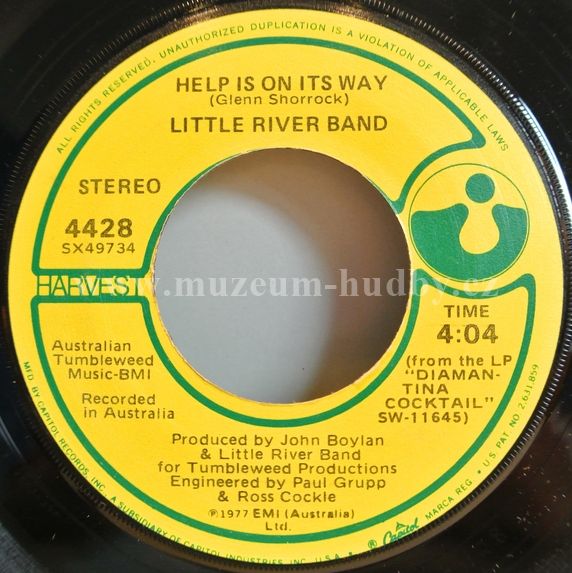 ALL RIGHTS RESERVED. UNAUTHORIZED DUPLICATION IS A VIOLATION OF APPLICABLE LAWS
HELP IS ON ITS WAY
(Glenn Shorrock)
LITTLE RIVER BAND
STEREO
4428
SX49734
HARVEST
www.muzeum-hudby.cz
TIME
4:04
(from the LP
"DIAMAN-
TINA
COCKTAIL"
SW-11645)
Australian
Tumbleweed
Music-BMI
Recorded
in Australia
Produced by John Boylan
& Little River Band
for Tumbleweed Productions
Engineered by Paul Grupp
& Ross Cockle
℗1977 EMI (Australia)
Ltd.
MFD. BY CAPITOL RECORDS, INC. A SUBSIDIARY OF CAPITOL INDUSTRIES, INC. U.S.A. ® Capitol MARCA REG. • U.S. PAT. NO. 2,631,859